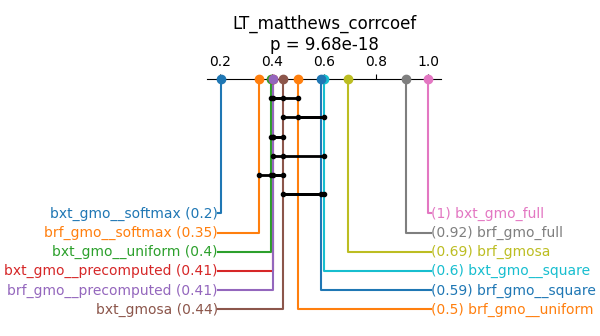 LT_matthews_corrcoef
p = 9.68e-18
0.2 0.4 0.6 0.8 1.0
bxt_gmo__softmax (0.2)
(1) bxt_gmo_full
brf_gmo__softmax (0.35)
(0.92) brf_gmo_full
bxt_gmo__uniform (0.4)
(0.69) brf_gmosa
bxt_gmo__precomputed (0.41)
(0.6) bxt_gmo__square
brf_gmo__precomputed (0.41)
(0.59) brf_gmo__square
bxt_gmosa (0.44)
(0.5) brf_gmo__uniform